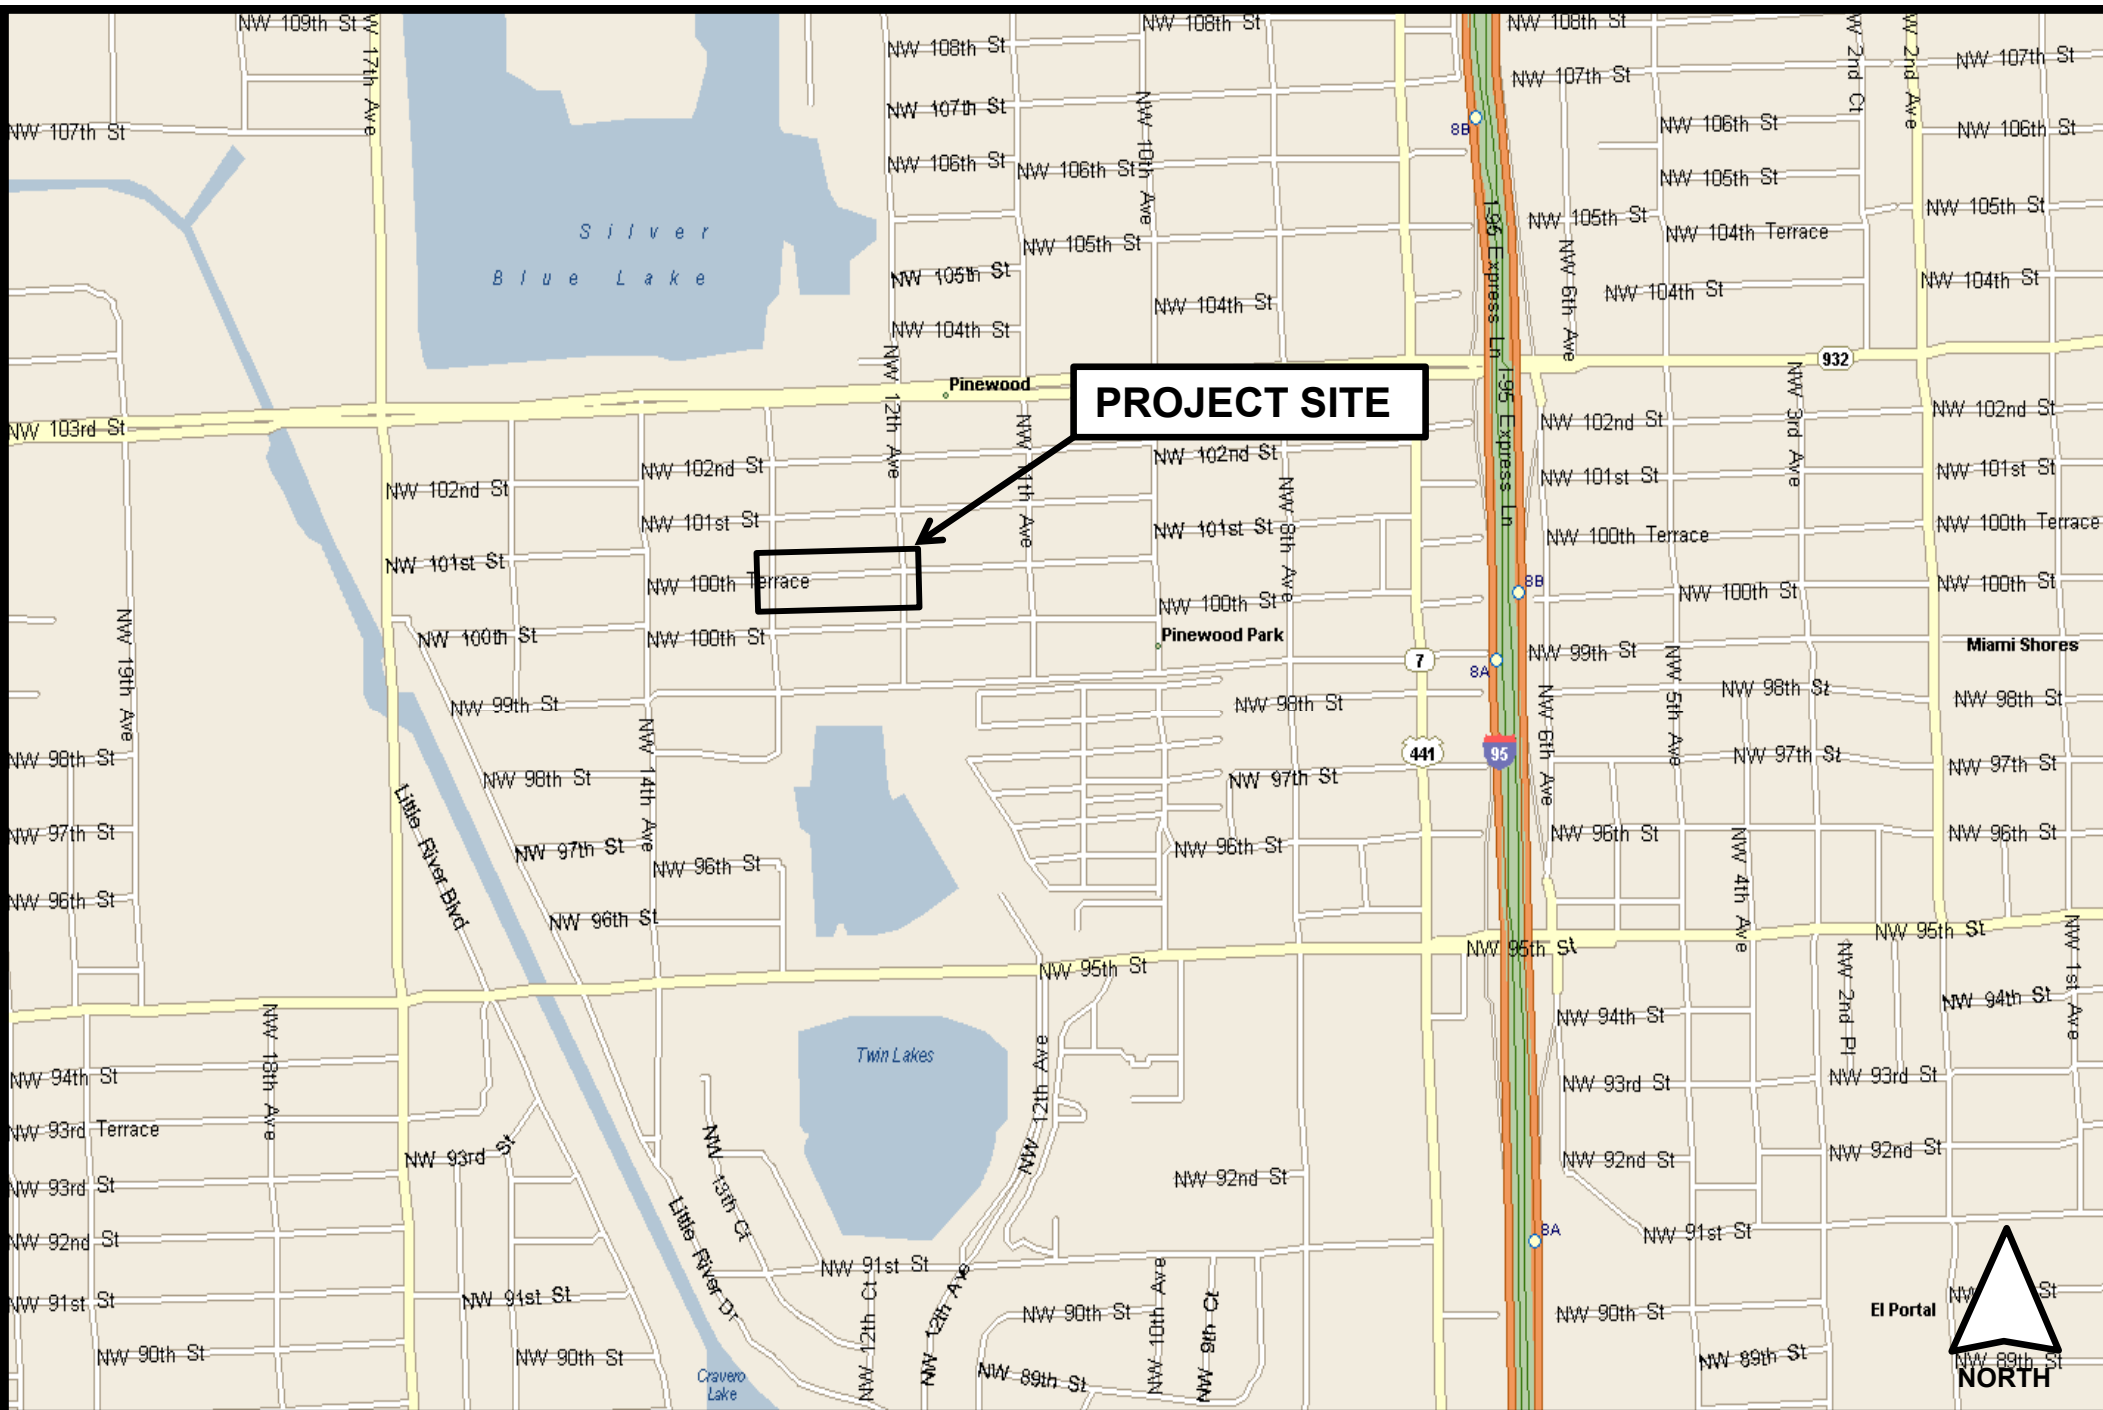 NW 109th St
NW 108th St
NW 108th St
NW 108th St
W 17th Ave
NW 107th St
NW 107th St
NW 107th St
NW 107th St
W 2nd Ct
W 2nd Ave
NW 10th Ave
8B
NW 106th St
NW 106th St
NW 106th St
NW 106th St
NW 105th St
NW 105th St
NW 105th St
NW 104th Terrace
Silver
Blue Lake
NW 105th St
NW 105th St
I-95 Express Ln
NW 6th Ave
NW 104th St
NW 104th St
NW 104th St
NW 104th St
932
Pinewood
PROJECT SITE
I-95 Express Ln
NW 12th Ave
NW 11th Ave
NW 3rd Ave
NW 103rd St
NW 102nd St
NW 102nd St
NW 102nd St
NW 102nd St
NW 102nd St
NW 101st St
NW 101st St
NW 101st St
NW 101st St
NW 101st St
NW 8th Ave
NW 100th Terrace
NW 100th Terrace
NW 100th Terrace
8B
NW 100th St
NW 100th St
NW 100th St
NW 100th St
NW 100th St
Pinewood Park
Miami Shores
NW 19th Ave
7
8A
NW 99th St
NW 99th St
NW 5th Ave
NW 6th Ave
NW 98th St
NW 98th St
NW 98th St
NW 98th St
NW 98th St
441
95
NW 14th Ave
NW 97th St
NW 97th St
NW 97th St
NW 97th St
NW 97th St
Little River Blvd
NW 96th St
NW 96th St
NW 96th St
NW 96th St
NW 96th St
NW 96th St
NW 4th Ave
NW 95th St
NW 95th St
NW 95th St
NW 2nd Pl
NW 1st Ave
NW 94th St
NW 94th St
NW 94th St
NW 18th Ave
Twin Lakes
NW 12th Ave
NW 93rd St
NW 93rd St
NW 93rd Terrace
NW 93rd St
NW 93rd St
NW 13th Ct
NW 92nd St
NW 92nd St
NW 92nd St
NW 92nd St
Little River Dr
NW 91st St
NW 91st St
NW 91st St
NW 91st St
8A
NW 12th Ct
NW 12th Ave
NW 10th Ave
NW 9th Ct
NW 90th St
NW 90th St
NW 90th St
NW 90th St
El Portal
NW
St
NW 89th St
NW 89th St
NW 89th St
Cravero
Lake
NORTH